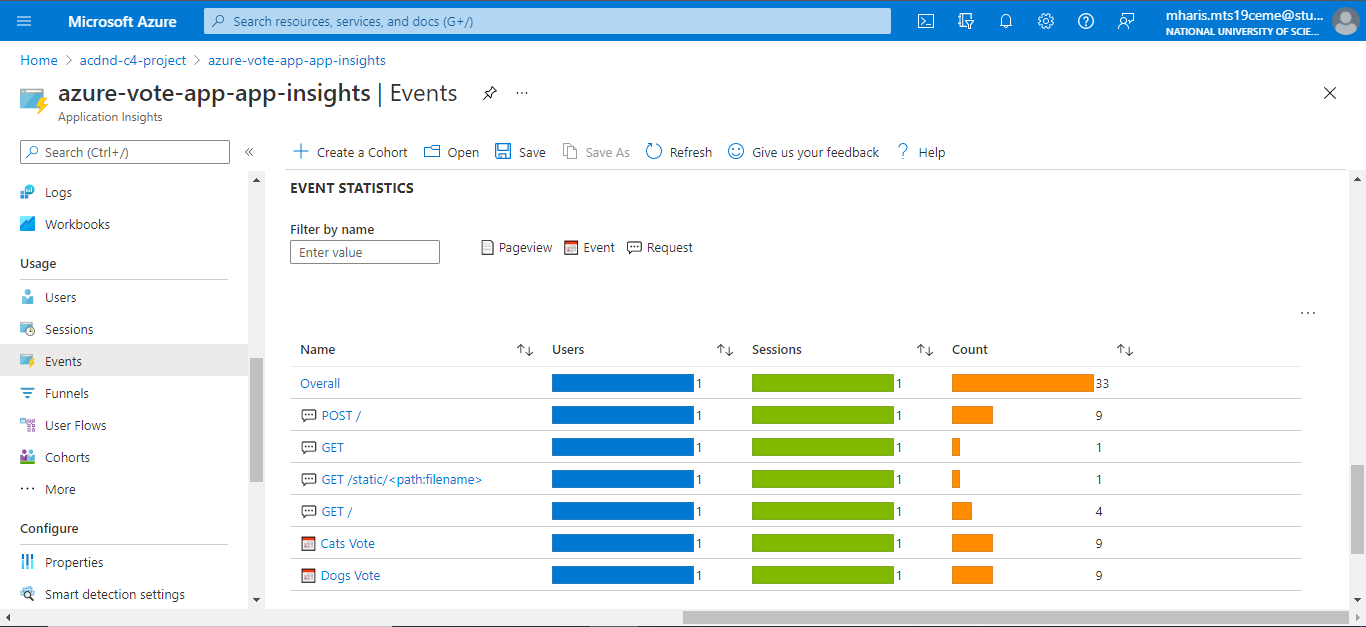 Microsoft Azure
Search resources, services, and docs (G+/)
mharis.mts19ceme@stu...
NATIONAL UNIVERSITY OF SCIE...
Home > acdnd-c4-project > azure-vote-app-app-insights
azure-vote-app-app-insights | Events ...
Application Insights
Search (Ctrl+/)
«
Logs
Workbooks
Usage
Users
Sessions
Events
Funnels
User Flows
Cohorts
... More
Configure
Properties
Smart detection settings
Create a Cohort Open Save Save As Refresh Give us your feedback ? Help
EVENT STATISTICS
Filter by name
Enter value
Pageview Event Request
...
Name Users Sessions Count
Overall 1 1 33
POST / 1 1 9
GET 1 1 1
GET /static/<path:filename> 1 1 1
GET / 1 1 4
Cats Vote 1 1 9
Dogs Vote 1 1 9